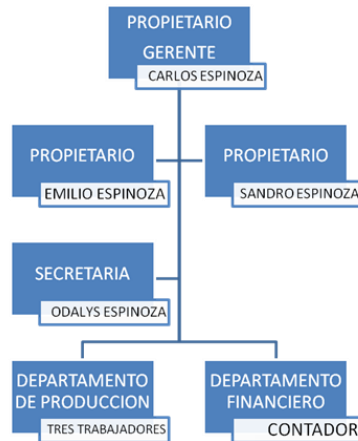 PROPIETARIO
GERENTE
CARLOS ESPINOZA
PROPIETARIO
EMILIO ESPINOZA
PROPIETARIO
SANDRO ESPINOZA
SECRETARIA
ODALYS ESPINOZA
DEPARTAMENTO
DE PRODUCCION
TRES TRABAJADORES
DEPARTAMENTO
FINANCIERO
CONTADOR